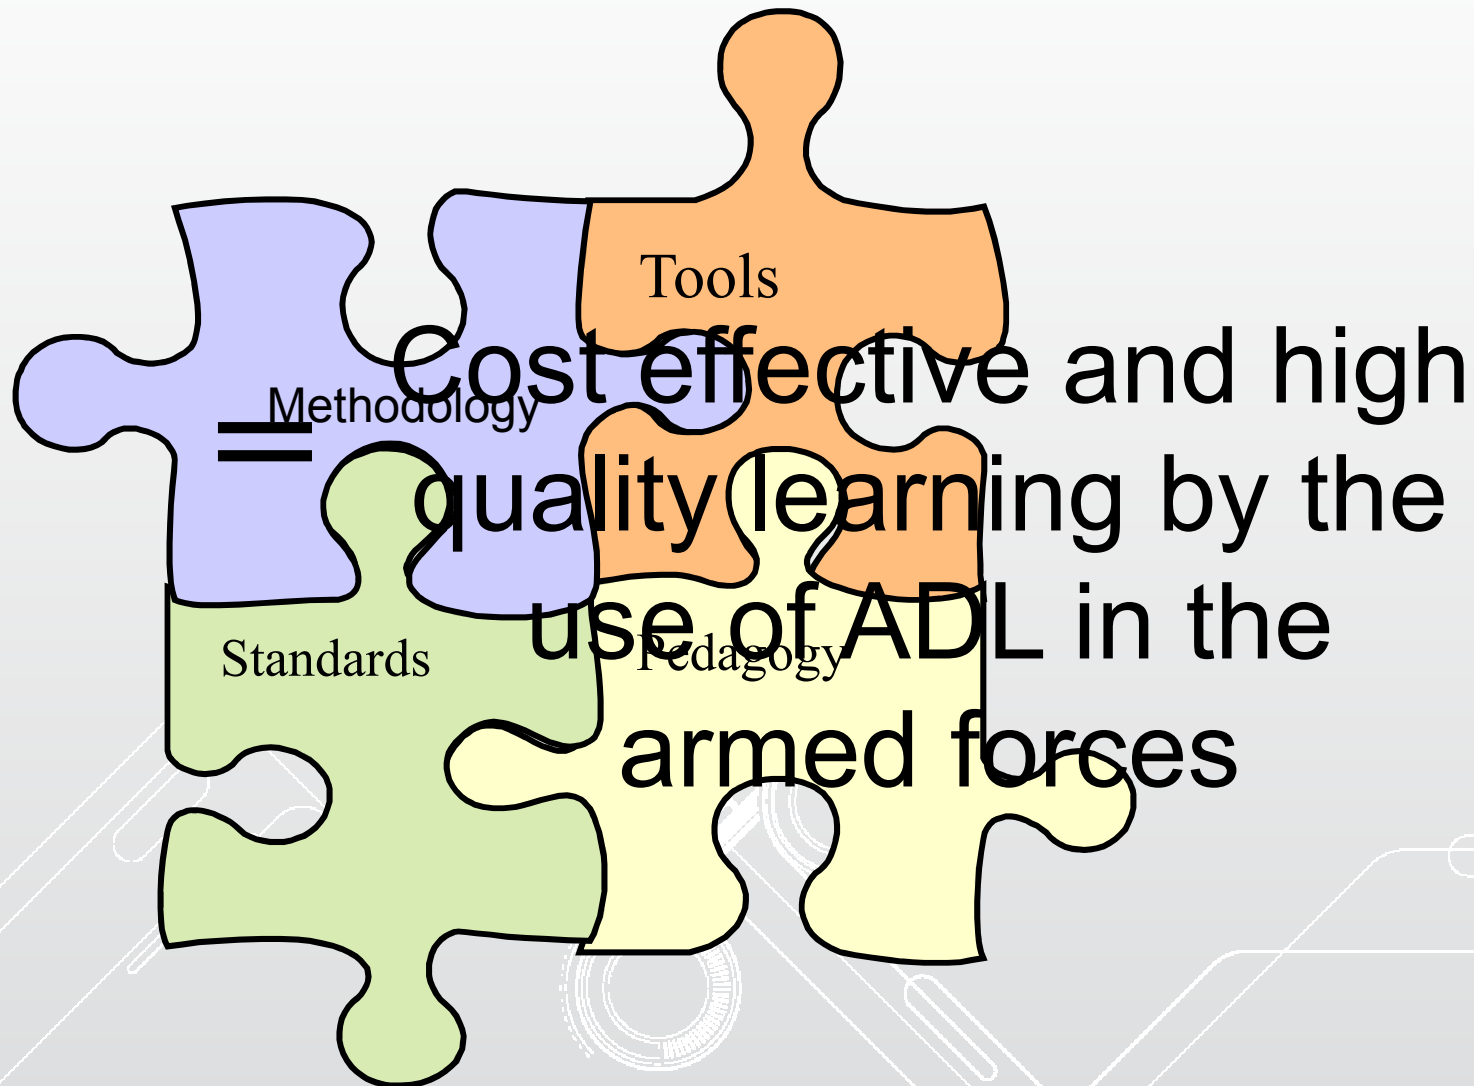 Tools
Methodology
=
Cost effective and high
quality learning by the
use of ADL in the
armed forces
Standards
Pedagogy